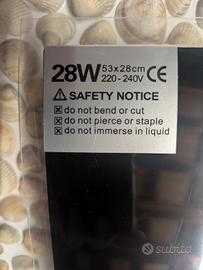 28W 53x28cm
220-240V CE
⚠ SAFETY NOTICE
☒ do not bend or cut
☒ do not pierce or staple
☒ do not immerse in liquid
subito